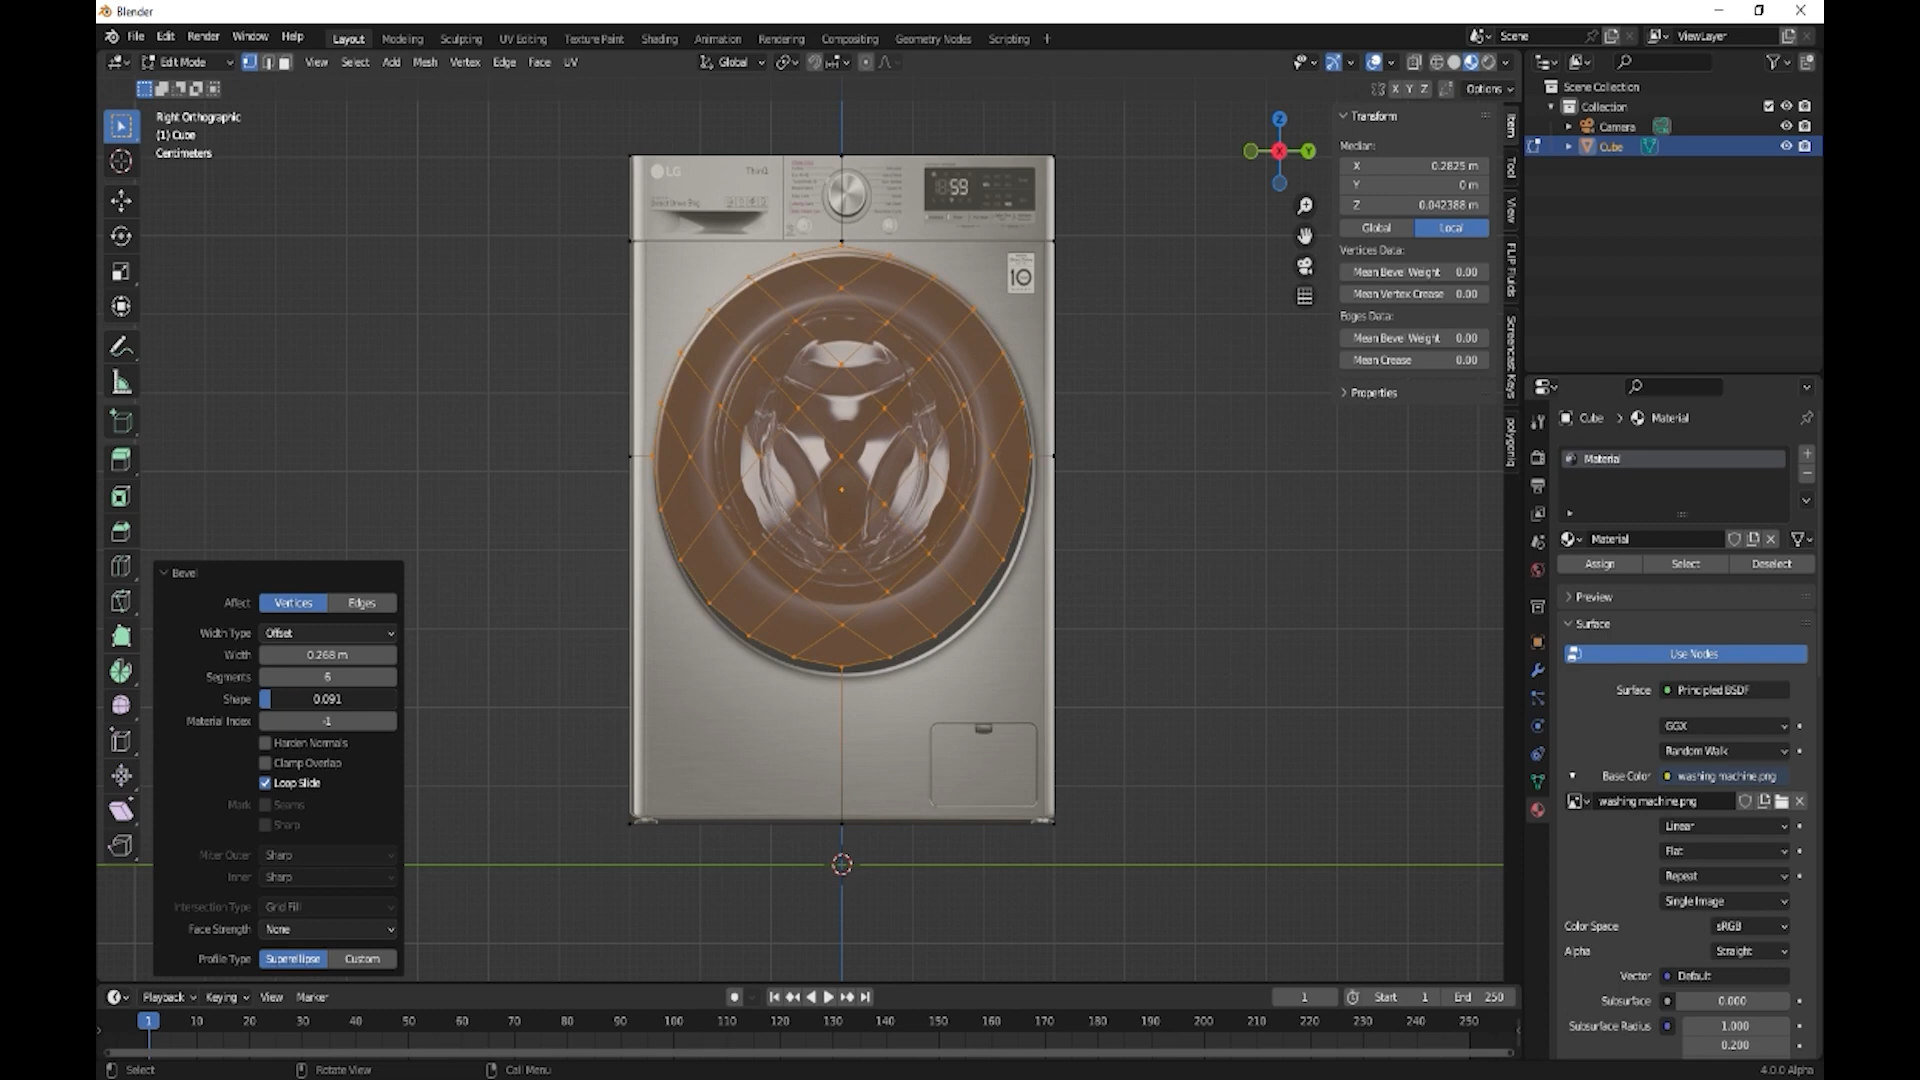 Blender
File Edit Render Window Help Layout Modeling Sculpting UV Editing Texture Paint Shading Animation Rendering Compositing Geometry Nodes Scripting + Scene ViewLayer
Edit Mode View Select Add Mesh Vertex Edge Face UV Global
X Y Z Options
Right Orthographic
(1) Cube
Centimeters
LG ThinQ
59
10
Z
X
Y
Transform
Median:
X 0.2825 m
Y 0 m
Z 0.042388 m
Global Local
Vertices Data:
Mean Bevel Weight 0.00
Mean Vertex Crease 0.00
Edges Data:
Mean Bevel Weight 0.00
Mean Crease 0.00
Properties
Item
Tool
View
FLIP Fluids
Screencast Keys
polygoniq
Scene Collection
Collection
Camera
Cube
Cube > Material
Material
Material
Assign Select Deselect
Preview
Surface
Use Nodes
Surface Principled BSDF
GGX
Random Walk
Base Color washing machine.png
washing machine.png
Linear
Flat
Repeat
Single Image
Color Space sRGB
Alpha Straight
Vector Default
Subsurface 0.000
Subsurface Radius 1.000
0.200
Bevel
Affect Vertices Edges
Width Type Offset
Width 0.268 m
Segments 6
Shape 0.091
Material Index -1
Harden Normals
Clamp Overlap
Loop Slide
Mark Seams
Sharp
Miter Outer Sharp
Inner Sharp
Intersection Type Grid Fill
Face Strength None
Profile Type Superellipse Custom
Playback Keying View Marker 1 Start 1 End 250
1 10 20 30 40 50 60 70 80 90 100 110 120 130 140 150 160 170 180 190 200 210 220 230 240 250
Select Rotate View Call Menu 4.0.0 Alpha